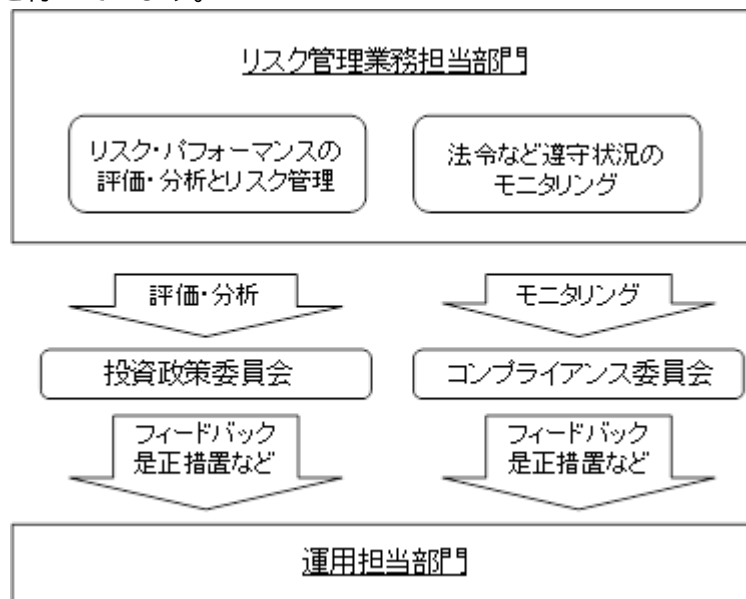 リスク管理業務担当部門
リスク・パフォーマンスの
評価・分析とリスク管理
法令など遵守状況の
モニタリング
評価・分析
モニタリング
投資政策委員会
コンプライアンス委員会
フィードバック
是正措置など
フィードバック
是正措置など
運用担当部門